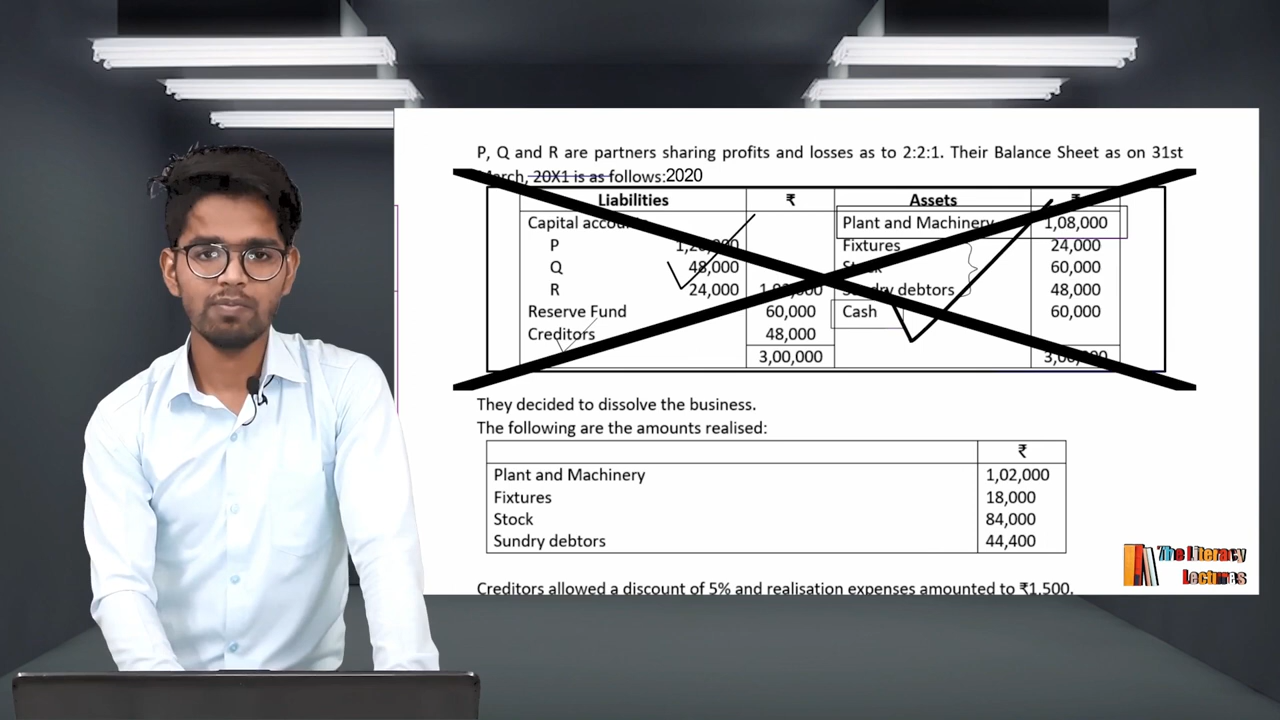 P, Q and R are partners sharing profits and losses as to 2:2:1. Their Balance Sheet as on 31st
March, 20X1 is as follows:2020
Liabilities ₹ Assets ₹
Capital Plant and Machinery 1,08,000
P Fixtures 24,000
Q 48,000 60,000
R 24,000 Sundry debtors 48,000
Reserve Fund 60,000 Cash 60,000
Creditors 48,000
3,00,000
They decided to dissolve the business.
The following are the amounts realised:
₹
Plant and Machinery 1,02,000
Fixtures 18,000
Stock 84,000
Sundry debtors 44,400
Creditors allowed a discount of 5% and realisation expenses amounted to ₹1,500.
The Literacy
Lectures